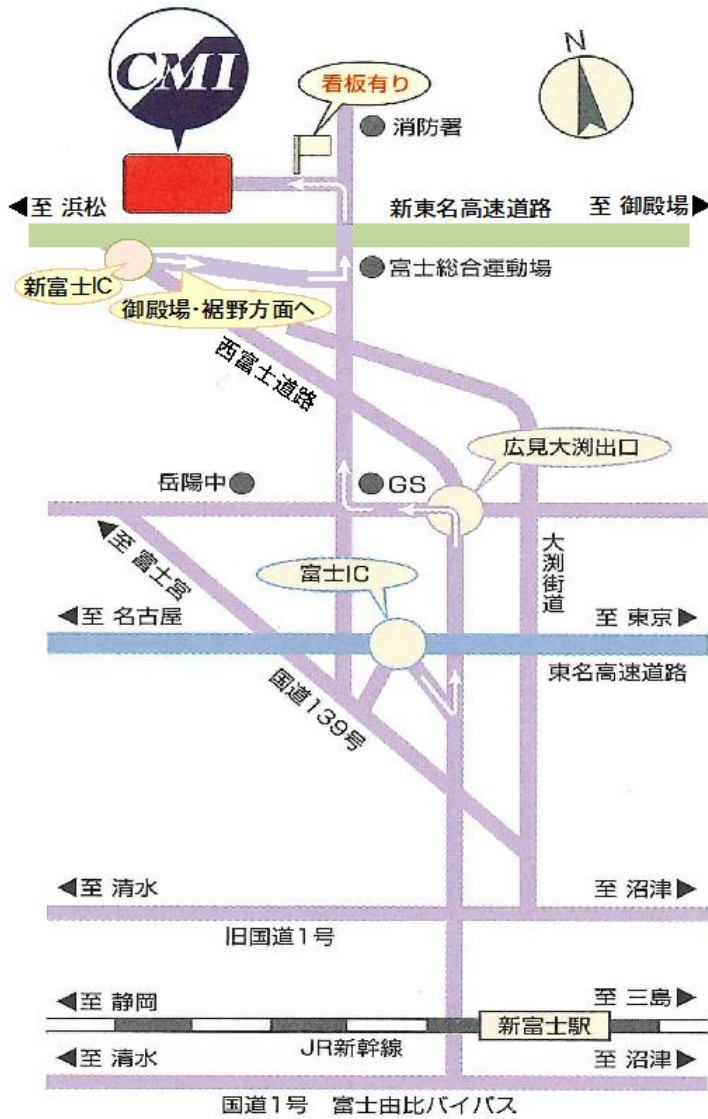 CMI
N
看板有り
消防署
至 浜松
新東名高速道路
至 御殿場
新富士IC
富士総合運動場
御殿場・裾野方面へ
西富士道路
広見大渕出口
岳陽中
GS
至 富士宮
富士IC
大渕街道
至 名古屋
至 東京
東名高速道路
国道139号
至 清水
至 沼津
旧国道1号
至 静岡
至 三島
新富士駅
JR新幹線
至 清水
至 沼津
国道1号 富士由比バイパス